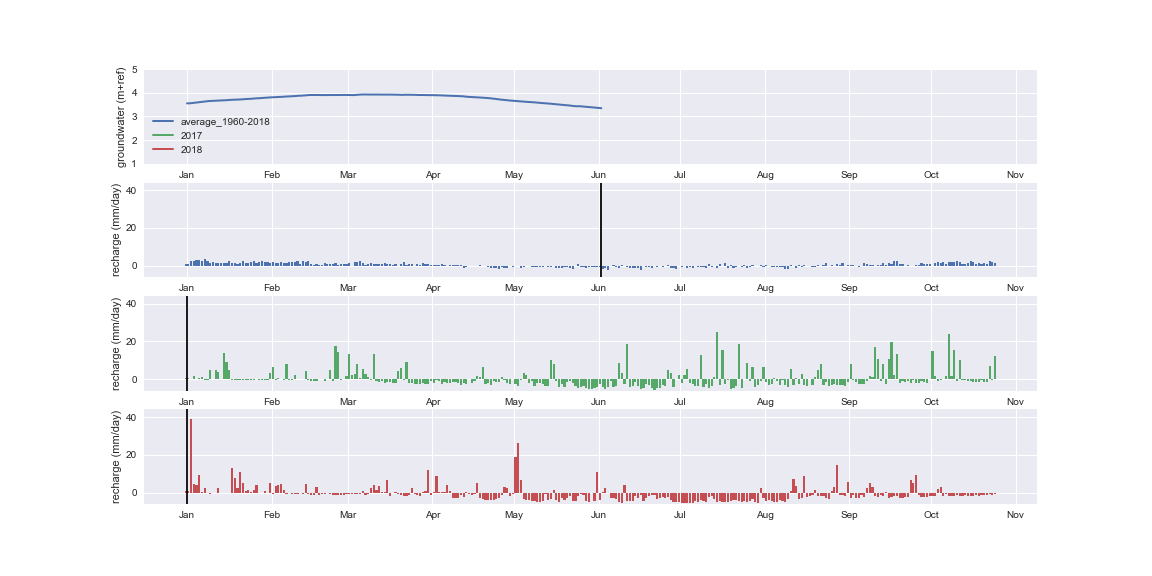 groundwater (m+ref)
5
4
3
2
1
average_1960-2018
2017
2018
Jan Feb Mar Apr May Jun Jul Aug Sep Oct Nov
recharge (mm/day)
40
20
0
Jan Feb Mar Apr May Jun Jul Aug Sep Oct Nov
recharge (mm/day)
40
20
0
Jan Feb Mar Apr May Jun Jul Aug Sep Oct Nov
recharge (mm/day)
40
20
0
Jan Feb Mar Apr May Jun Jul Aug Sep Oct Nov